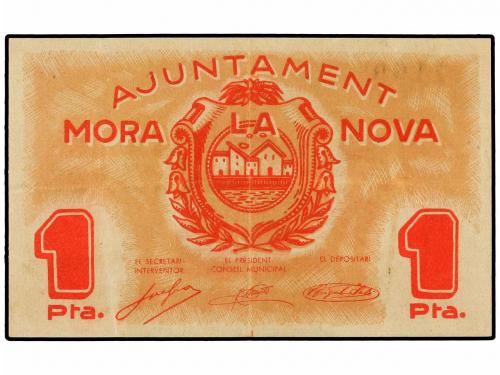 AJUNTAMENT
MORA LA NOVA
EL SECRETARI-
INTERVENTOR
EL PRESIDENT
CONSELL MUNICIPAL
EL DEPOSITARI
1 1
Pta. Pta.